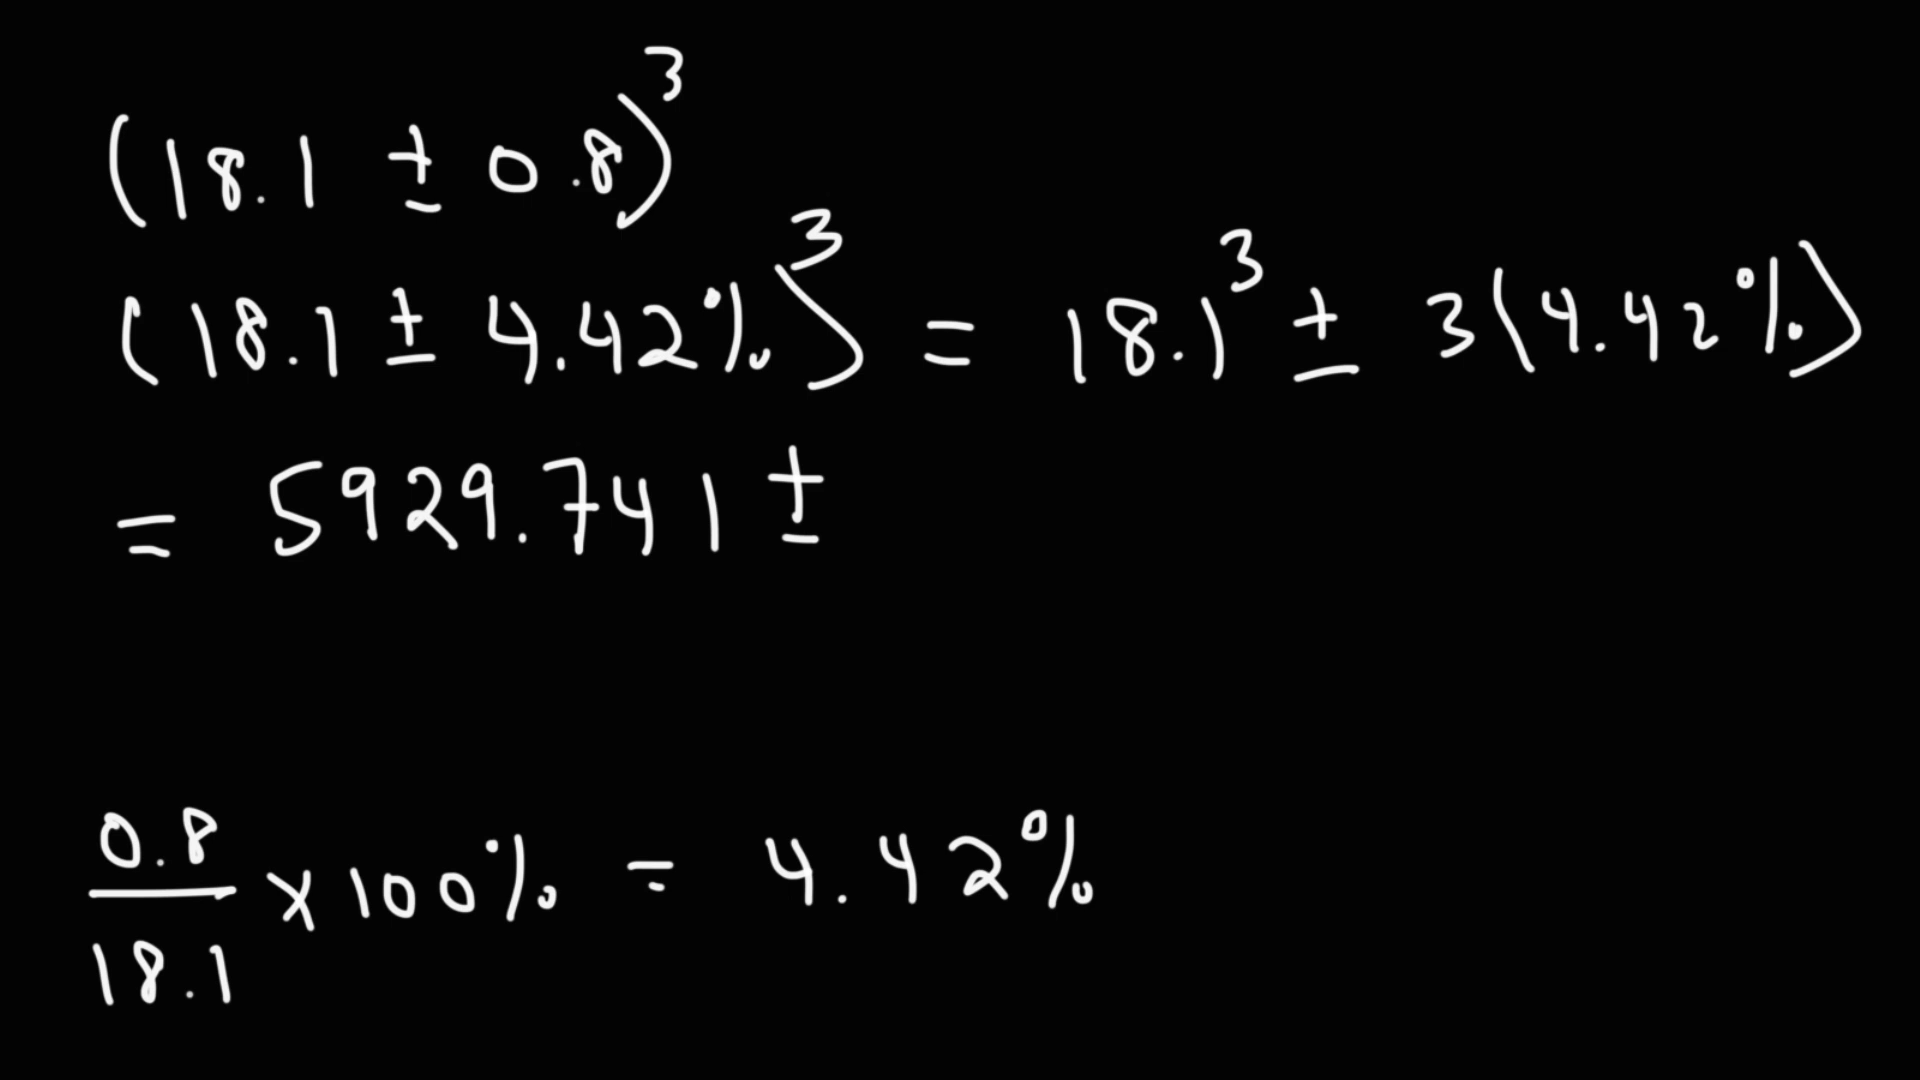 (18.1 ± 0.8)³
(18.1 ± 4.42%)³ = 18.1³ ± 3(4.42%)
= 5929.741 ±
0.8/18.1 × 100% = 4.42%